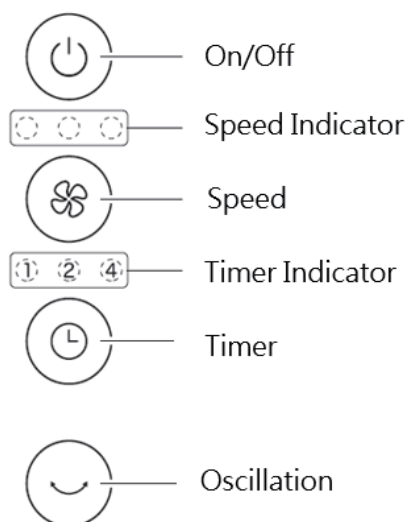 On/Off
Speed Indicator
Speed
1 2 4 Timer Indicator
Timer
Oscillation